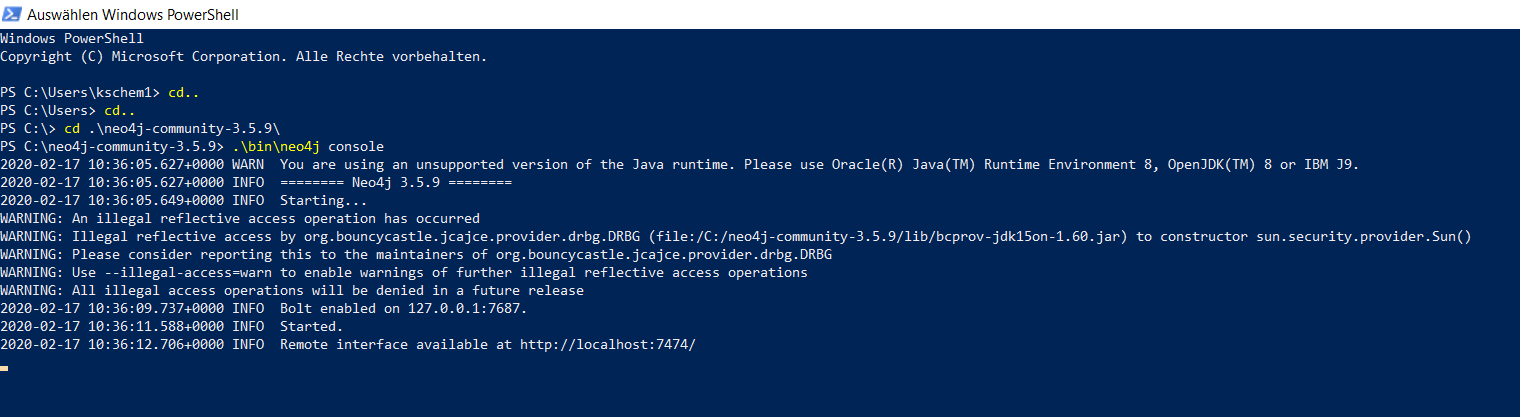 Auswählen Windows PowerShell
Windows PowerShell
Copyright (C) Microsoft Corporation. Alle Rechte vorbehalten.
PS C:\Users\kschem1> cd..
PS C:\Users> cd..
PS C:\> cd .\neo4j-community-3.5.9\
PS C:\neo4j-community-3.5.9> .\bin\neo4j console
2020-02-17 10:36:05.627+0000 WARN  You are using an unsupported version of the Java runtime. Please use Oracle(R) Java(TM) Runtime Environment 8, OpenJDK(TM) 8 or IBM J9.
2020-02-17 10:36:05.627+0000 INFO  ======== Neo4j 3.5.9 ========
2020-02-17 10:36:05.649+0000 INFO  Starting...
WARNING: An illegal reflective access operation has occurred
WARNING: Illegal reflective access by org.bouncycastle.jcajce.provider.drbg.DRBG (file:/C:/neo4j-community-3.5.9/lib/bcprov-jdk15on-1.60.jar) to constructor sun.security.provider.Sun()
WARNING: Please consider reporting this to the maintainers of org.bouncycastle.jcajce.provider.drbg.DRBG
WARNING: Use --illegal-access=warn to enable warnings of further illegal reflective access operations
WARNING: All illegal access operations will be denied in a future release
2020-02-17 10:36:09.737+0000 INFO  Bolt enabled on 127.0.0.1:7687.
2020-02-17 10:36:11.588+0000 INFO  Started.
2020-02-17 10:36:12.706+0000 INFO  Remote interface available at http://localhost:7474/